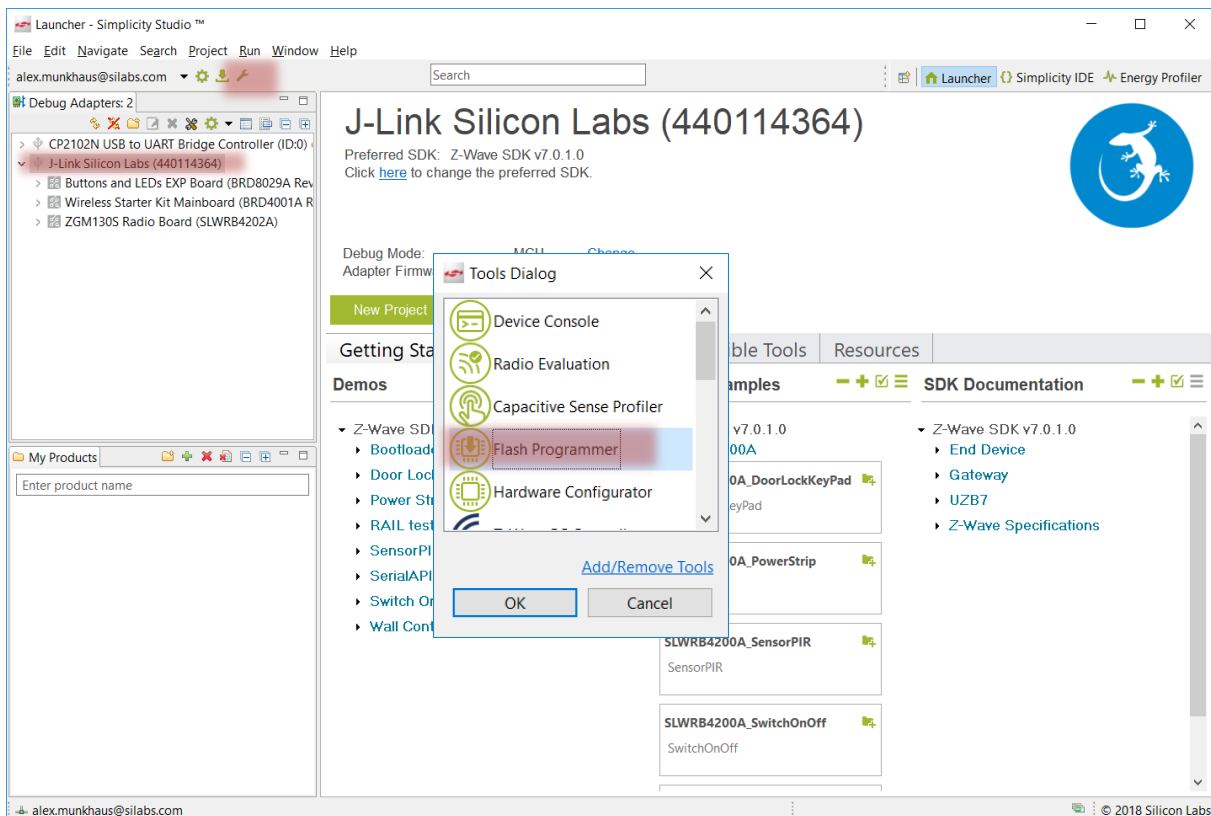 Launcher - Simplicity Studio ™
File Edit Navigate Search Project Run Window Help
alex.munkhaus@silabs.com
Search
Launcher
Simplicity IDE
Energy Profiler
Debug Adapters: 2
CP2102N USB to UART Bridge Controller (ID:0)
J-Link Silicon Labs (440114364)
Buttons and LEDs EXP Board (BRD8029A Rev
Wireless Starter Kit Mainboard (BRD4001A R
ZGM130S Radio Board (SLWRB4202A)
My Products
Enter product name
J-Link Silicon Labs (440114364)
Preferred SDK: Z-Wave SDK v7.0.1.0
Click here to change the preferred SDK.
Debug Mode: MCU Change
Adapter Firmw
New Project
Getting Sta
ble Tools
Resources
Demos
Z-Wave SD
Bootload
Door Loc
Power St
RAIL test
SensorPI
SerialAPI
Switch O
Wall Cont
Tools Dialog
Device Console
Radio Evaluation
Capacitive Sense Profiler
Flash Programmer
Hardware Configurator
Add/Remove Tools
OK
Cancel
amples
v7.0.1.0
00A
0A_DoorLockKeyPad
eyPad
0A_PowerStrip
SLWRB4200A_SensorPIR
SensorPIR
SLWRB4200A_SwitchOnOff
SwitchOnOff
SDK Documentation
Z-Wave SDK v7.0.1.0
End Device
Gateway
UZB7
Z-Wave Specifications
alex.munkhaus@silabs.com
© 2018 Silicon Labs